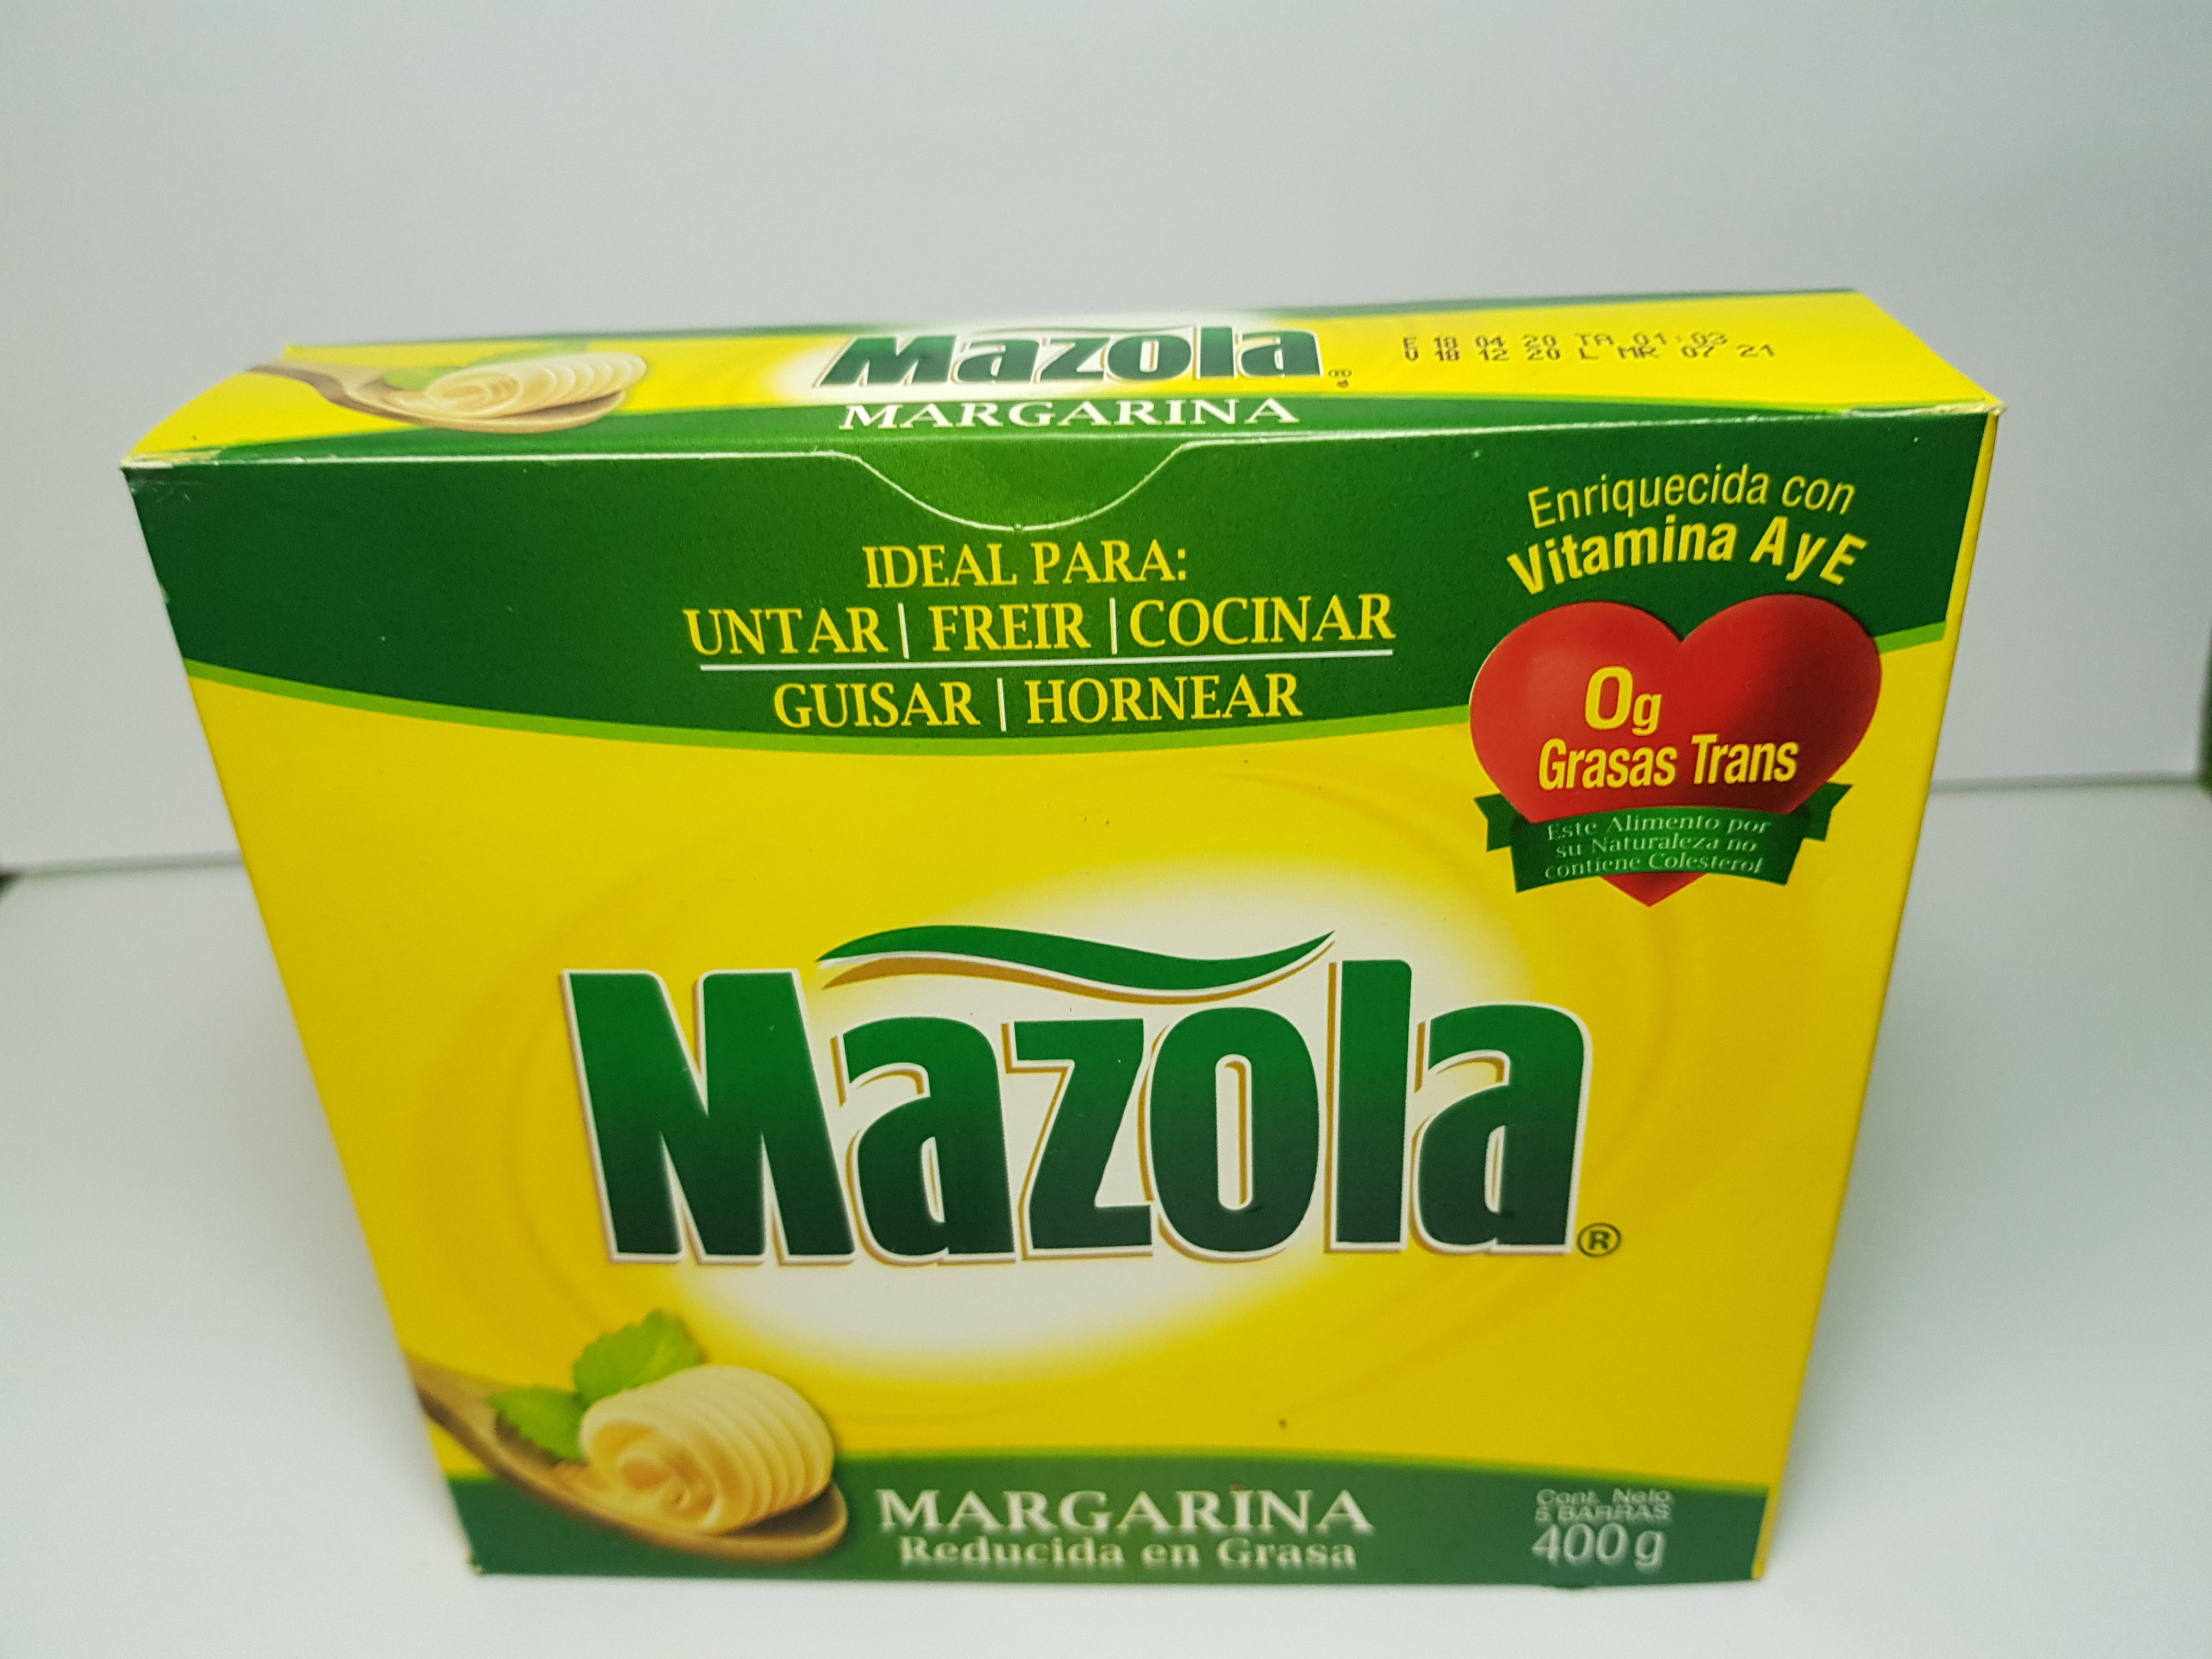 Mazola®
MARGARINA
E 18 04 20 TA 01:03
V 18 12 20 L MR 07 21
IDEAL PARA:
UNTAR | FREIR | COCINAR
GUISAR | HORNEAR
Enriquecida con
Vitamina A y E
0g
Grasas Trans
Este Alimento por
su Naturaleza no
contiene Colesterol
Mazola®
MARGARINA
Reducida en Grasa
Cont. Neto
5 BARRAS
400 g